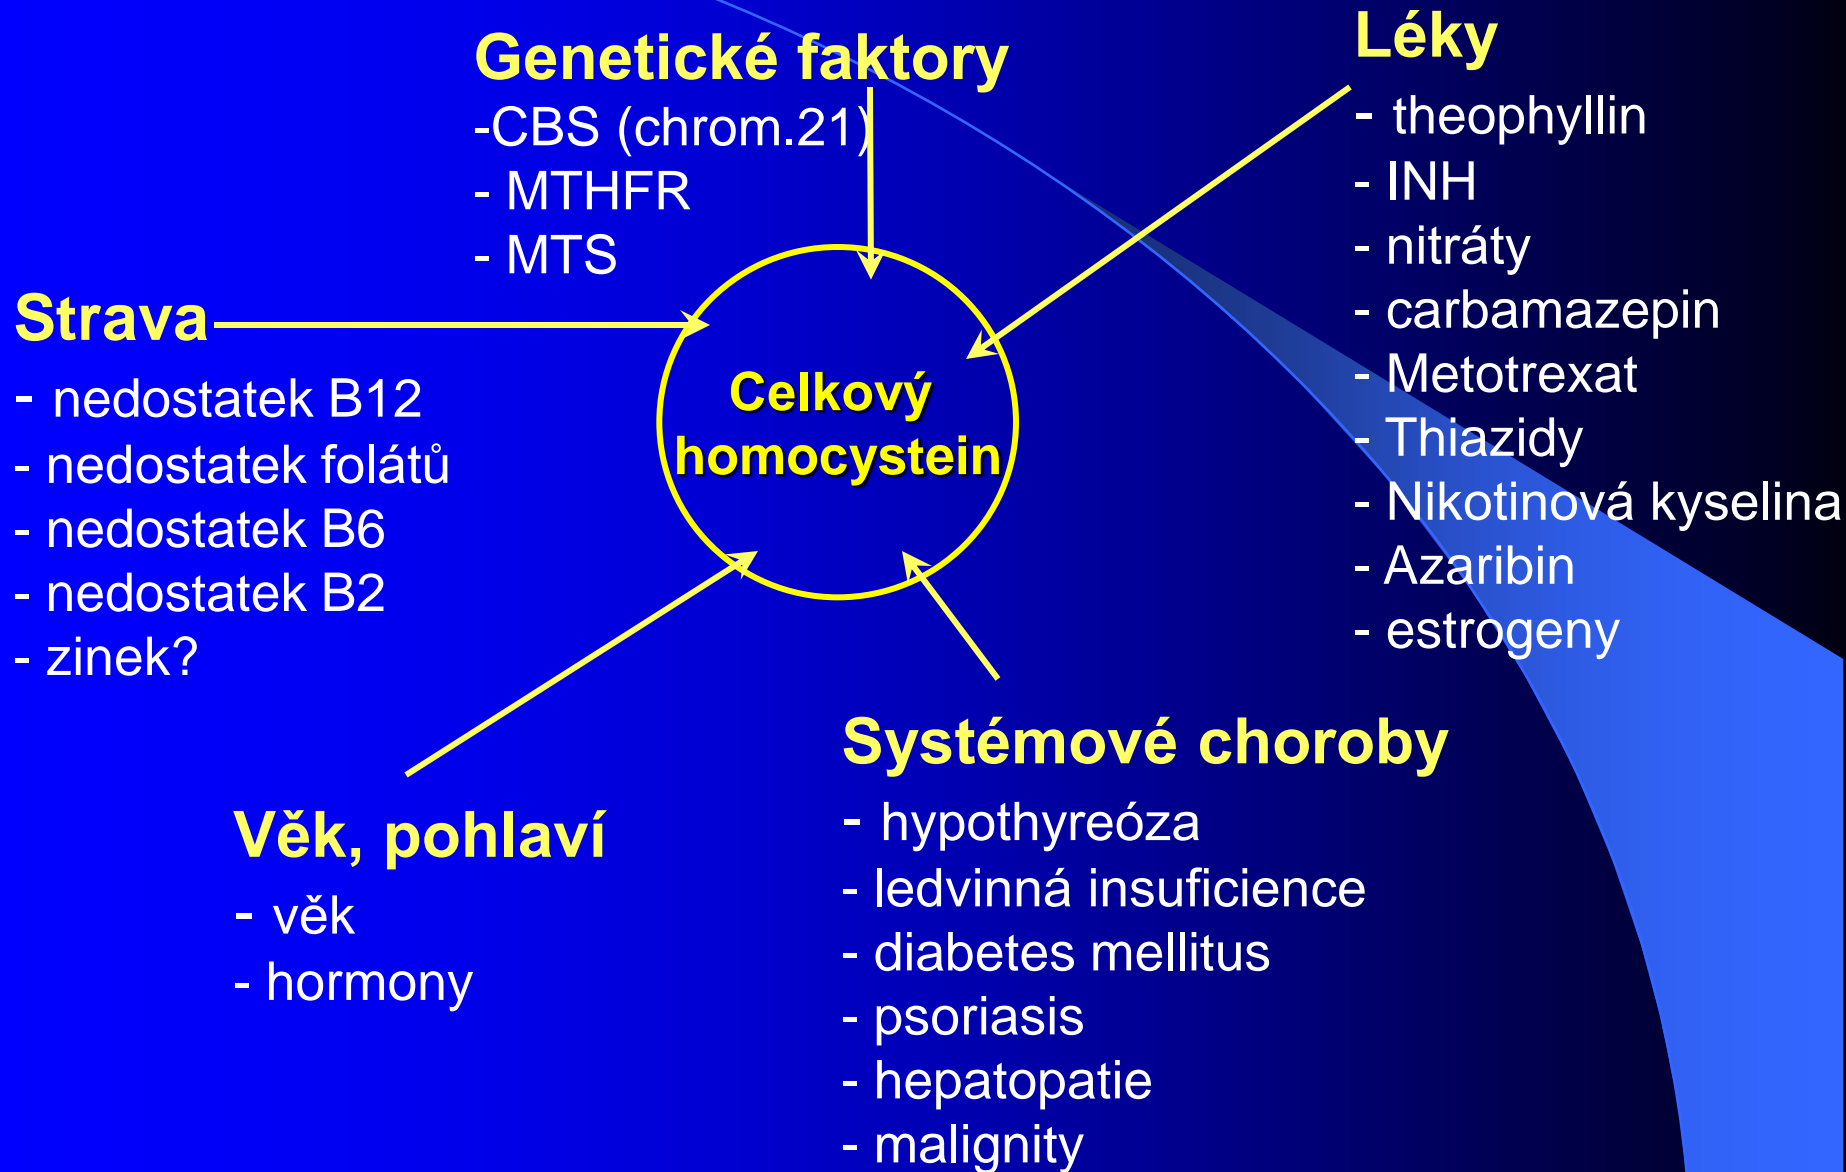 Genetické faktory
-CBS (chrom.21)
- MTHFR
- MTS
Léky
- theophyllin
- INH
- nitráty
- carbamazepin
- Metotrexat
- Thiazidy
- Nikotinová kyselina
- Azaribin
- estrogeny
Strava
- nedostatek B12
- nedostatek folátů
- nedostatek B6
- nedostatek B2
- zinek?
Celkový
homocystein
Věk, pohlaví
- věk
- hormony
Systémové choroby
- hypothyreóza
- ledvinná insuficience
- diabetes mellitus
- psoriasis
- hepatopatie
- malignity